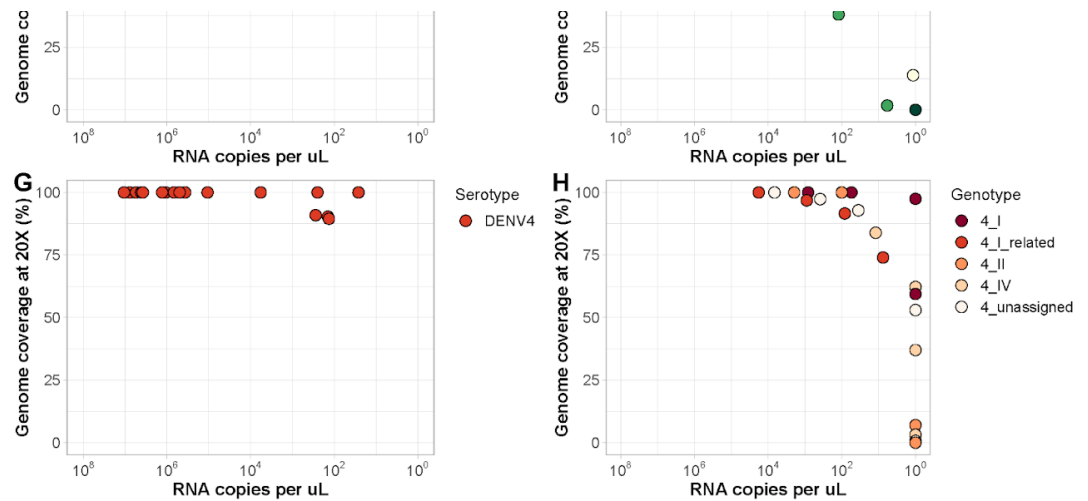 Genome co
25
0
10⁸
10⁶
10⁴
10²
10⁰
RNA copies per uL
Genome co
25
0
10⁸
10⁶
10⁴
10²
10⁰
RNA copies per uL
G
Genome coverage at 20X (%)
100
75
50
25
0
10⁸
10⁶
10⁴
10²
10⁰
RNA copies per uL
Serotype
DENV4
H
Genome coverage at 20X (%)
100
75
50
25
0
10⁸
10⁶
10⁴
10²
10⁰
RNA copies per uL
Genotype
4_I
4_I_related
4_II
4_IV
4_unassigned